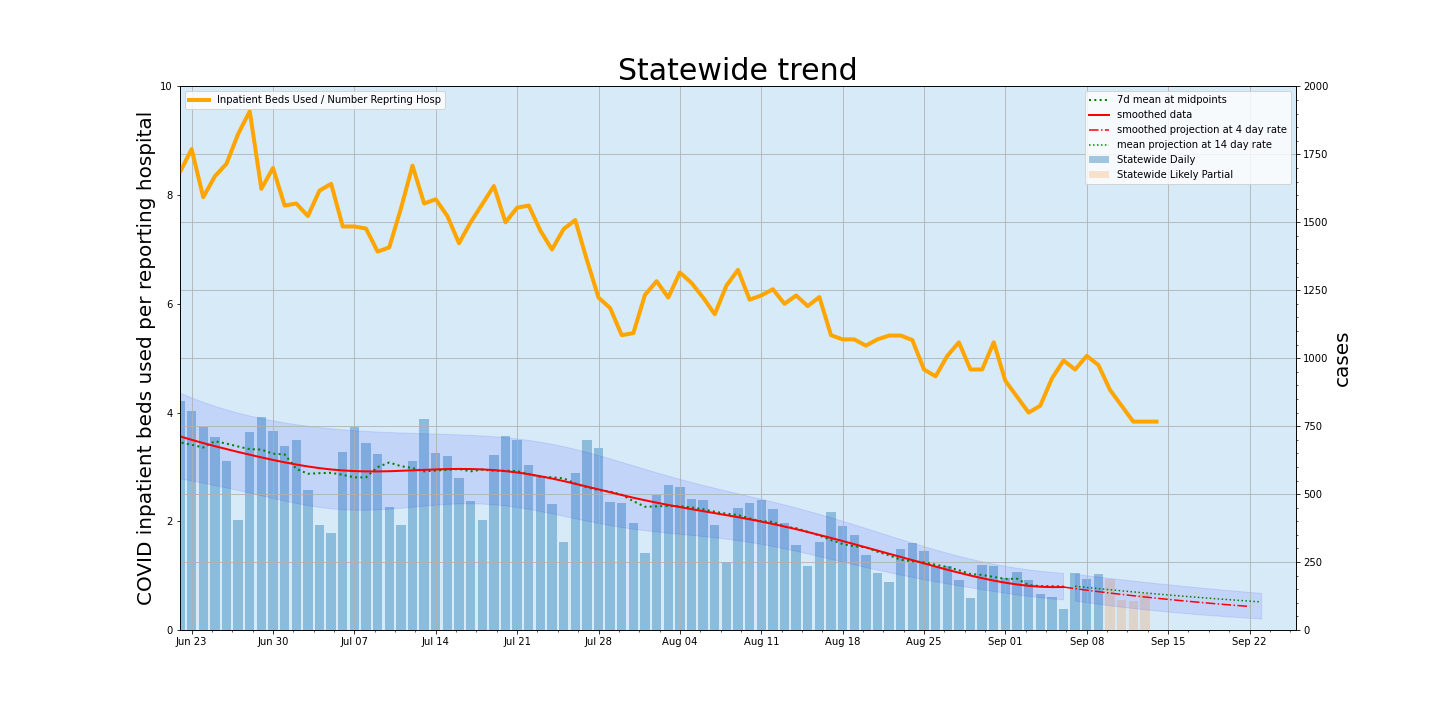 Statewide trend
COVID inpatient beds used per reporting hospital
10
8
6
4
2
0
Inpatient Beds Used / Number Reprting Hosp
7d mean at midpoints
smoothed data
smoothed projection at 4 day rate
mean projection at 14 day rate
Statewide Daily
Statewide Likely Partial
2000
1750
1500
1250
1000
750
500
250
0
cases
Jun 23 Jun 30 Jul 07 Jul 14 Jul 21 Jul 28 Aug 04 Aug 11 Aug 18 Aug 25 Sep 01 Sep 08 Sep 15 Sep 22